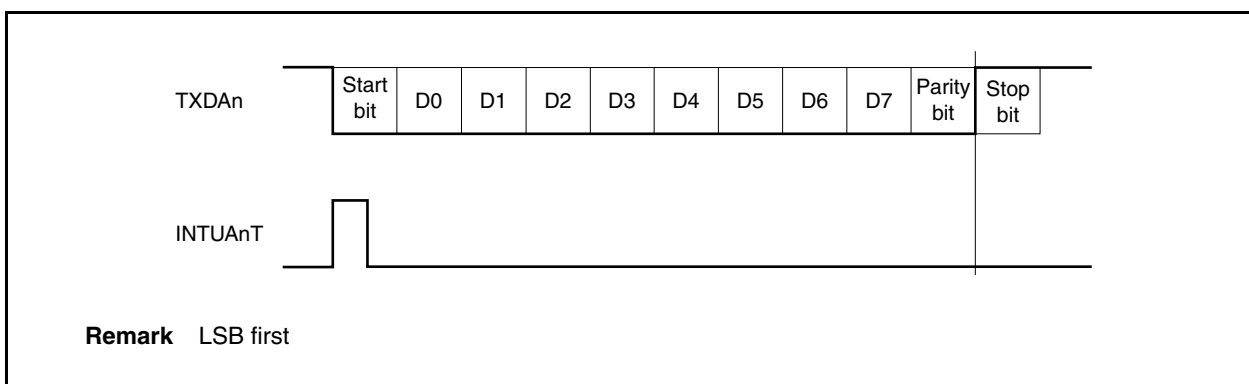 TXDAn
Start bit
D0
D1
D2
D3
D4
D5
D6
D7
Parity bit
Stop bit
INTUAnT
Remark LSB first